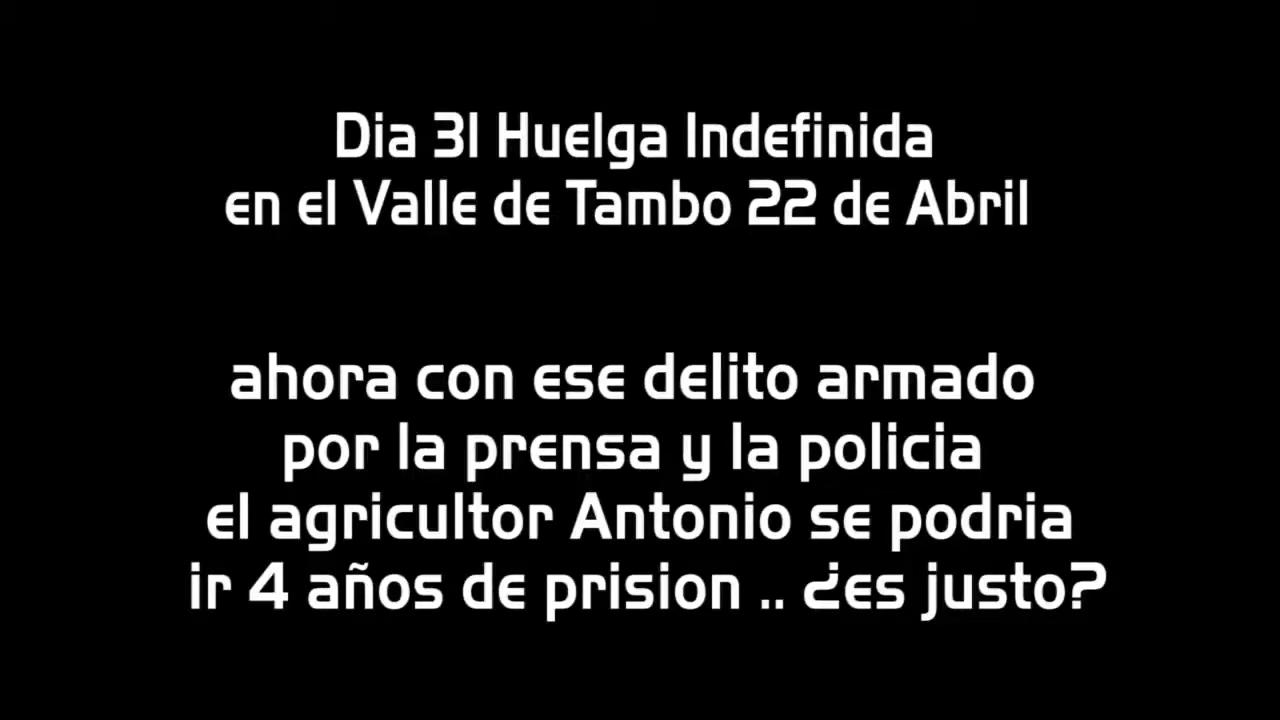 Dia 31 Huelga Indefinida
en el Valle de Tambo 22 de Abril
ahora con ese delito armado
por la prensa y la policia
el agricultor Antonio se podria
ir 4 años de prision .. ¿es justo?